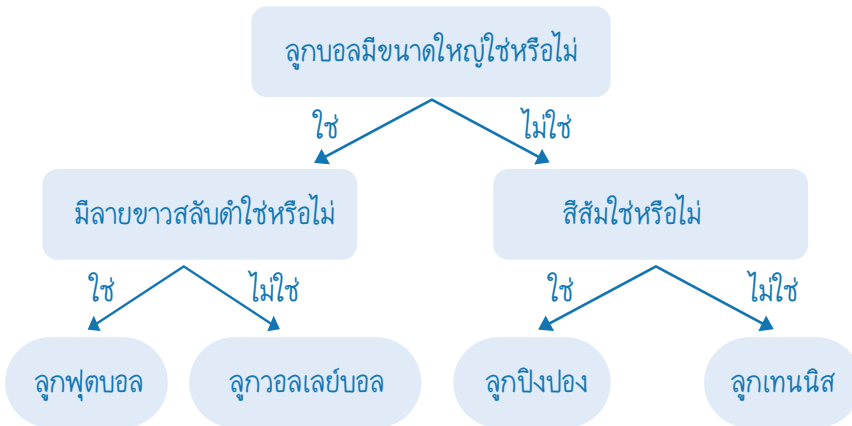 ลูกบอลมีขนาดใหญ่ใช่หรือไม่
ใช่
ไม่ใช่
มีลายขาวสลับดำใช่หรือไม่
สีส้มใช่หรือไม่
ใช่
ไม่ใช่
ใช่
ไม่ใช่
ลูกฟุตบอล
ลูกวอลเลย์บอล
ลูกปิงปอง
ลูกเทนนิส